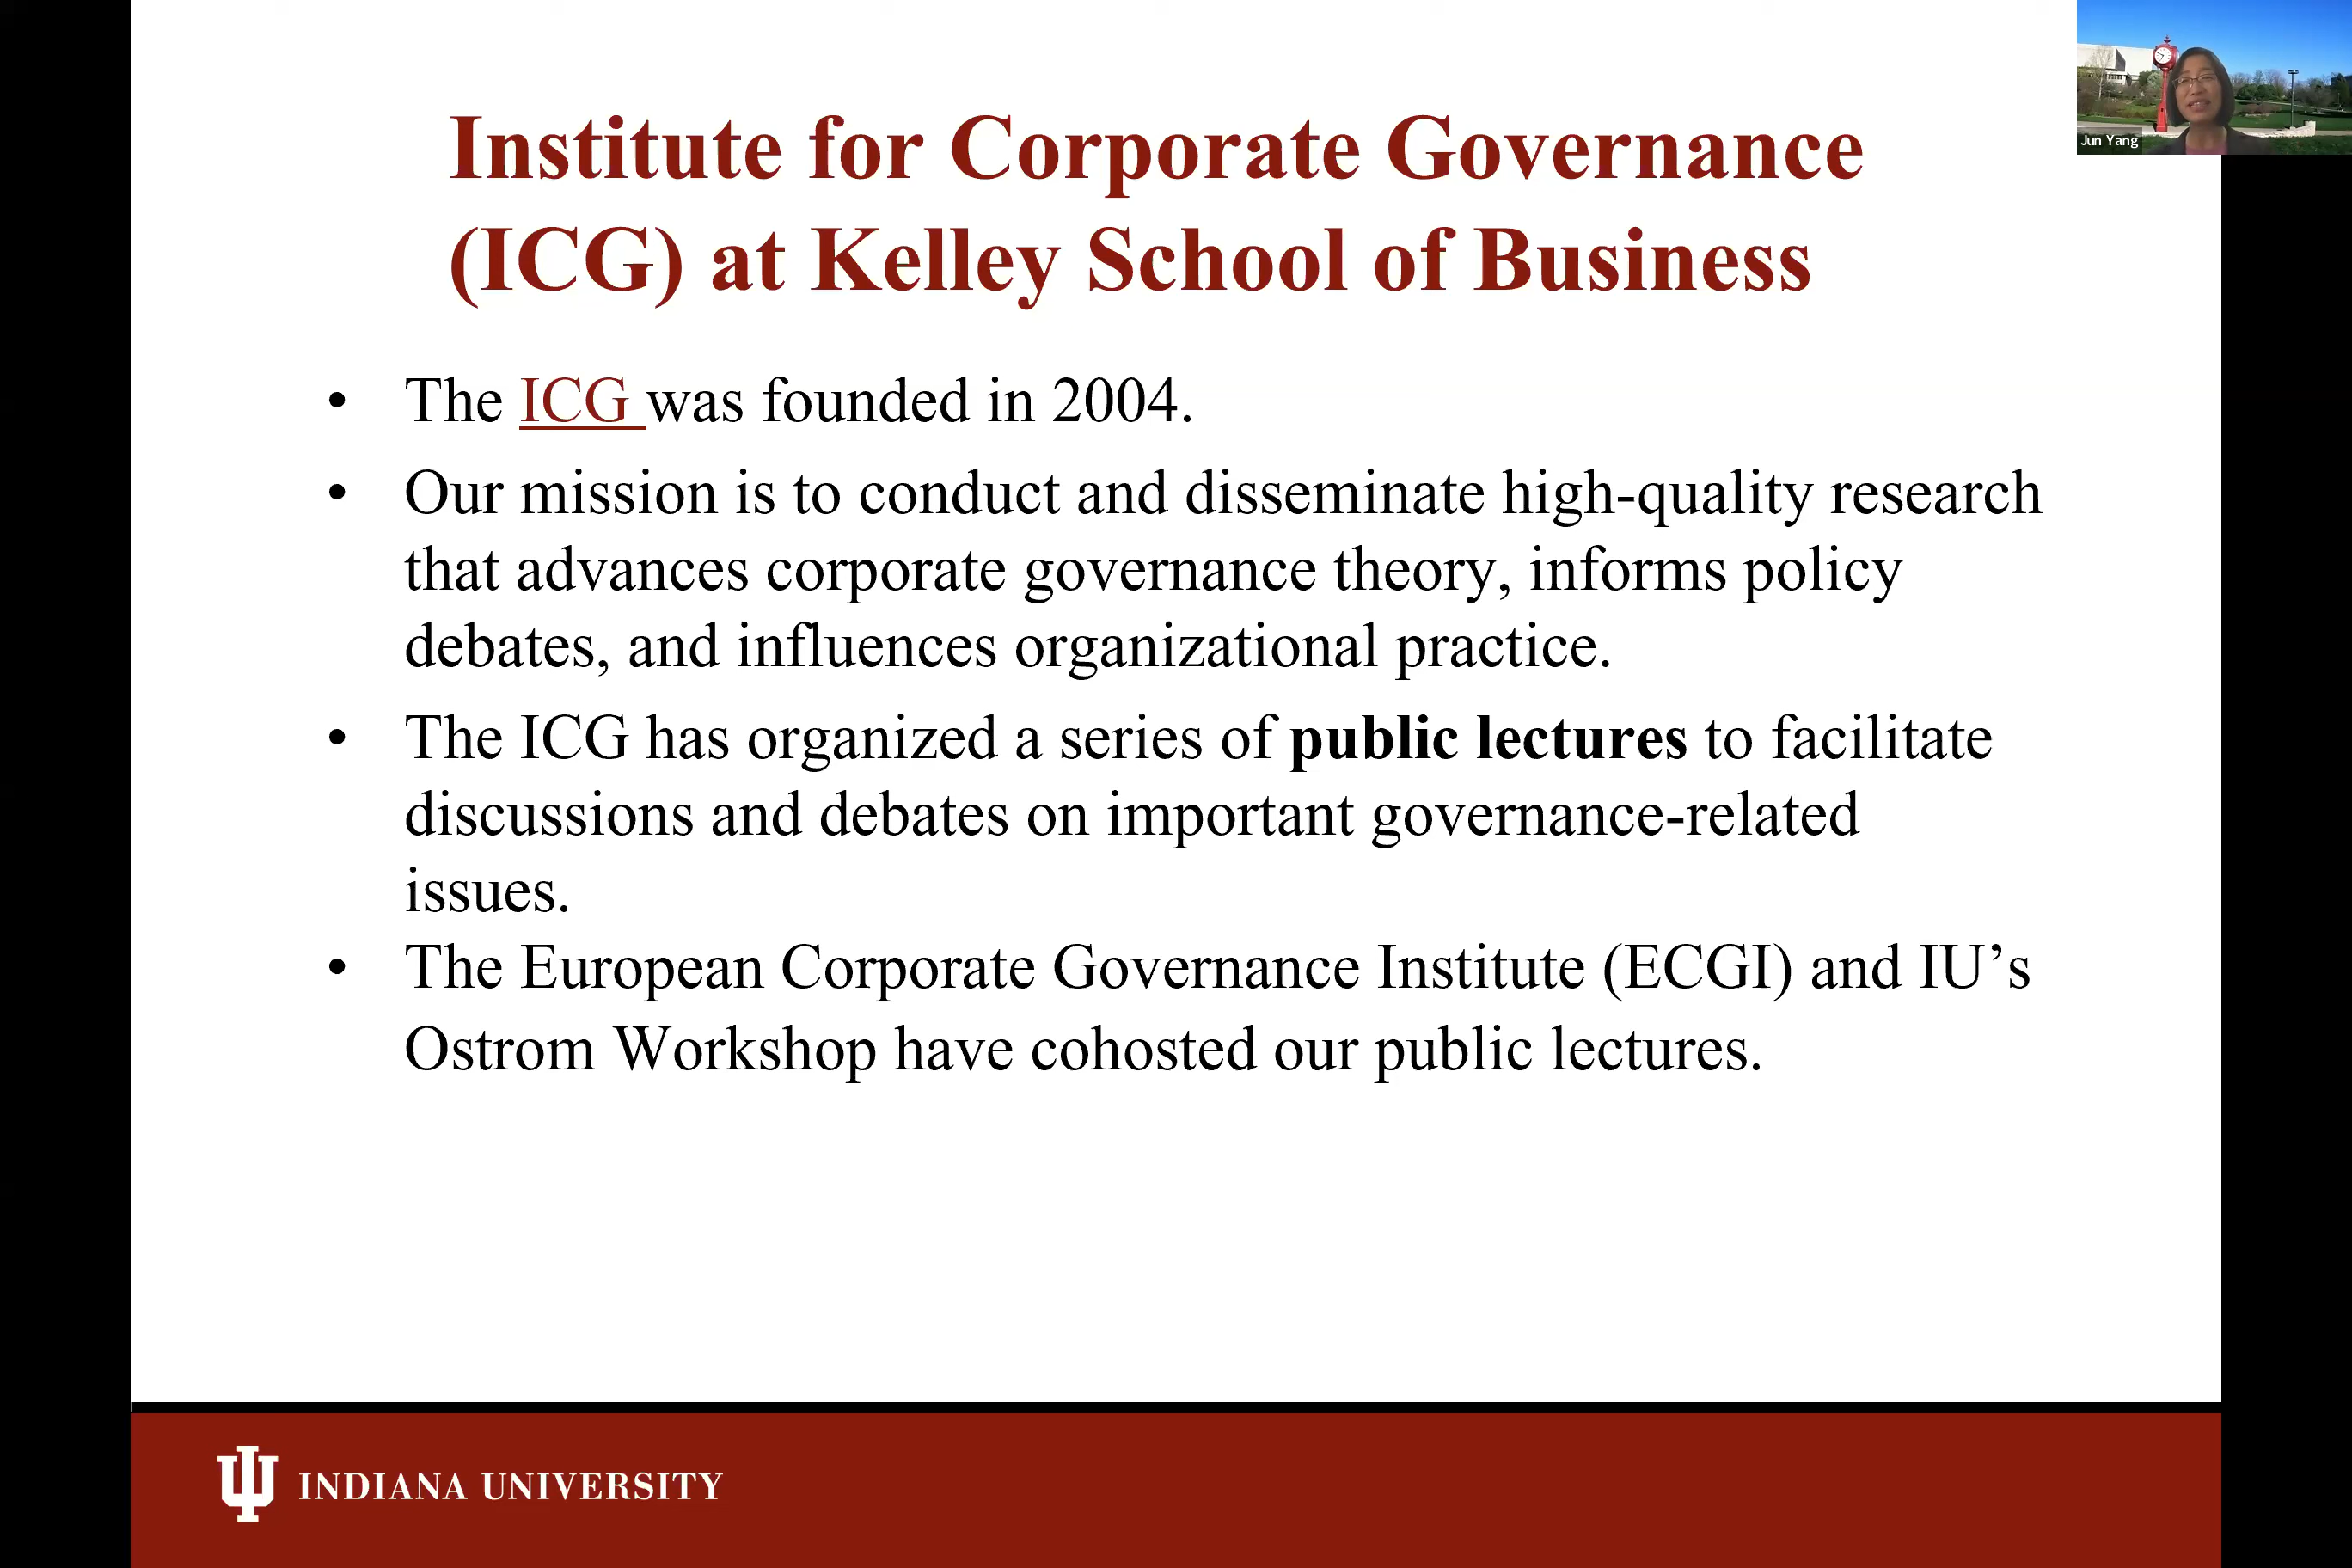 Institute for Corporate Governance
(ICG) at Kelley School of Business
Jun Yang
• The ICG was founded in 2004.
• Our mission is to conduct and disseminate high-quality research
that advances corporate governance theory, informs policy
debates, and influences organizational practice.
• The ICG has organized a series of public lectures to facilitate
discussions and debates on important governance-related
issues.
• The European Corporate Governance Institute (ECGI) and IU’s
Ostrom Workshop have cohosted our public lectures.
INDIANA UNIVERSITY